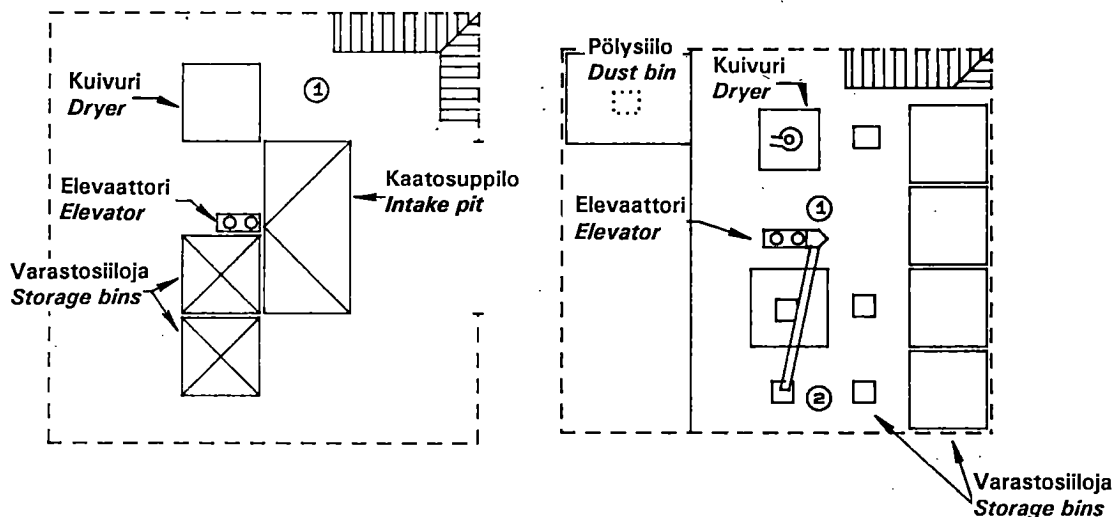 Kuivuri
Dryer
1
Elevaattori
Elevator
Kaatosuppilo
Intake pit
Varastosiiloja
Storage bins
Pölysiilo
Dust bin
Kuivuri
Dryer
Elevaattori
Elevator
1
2
Varastosiiloja
Storage bins